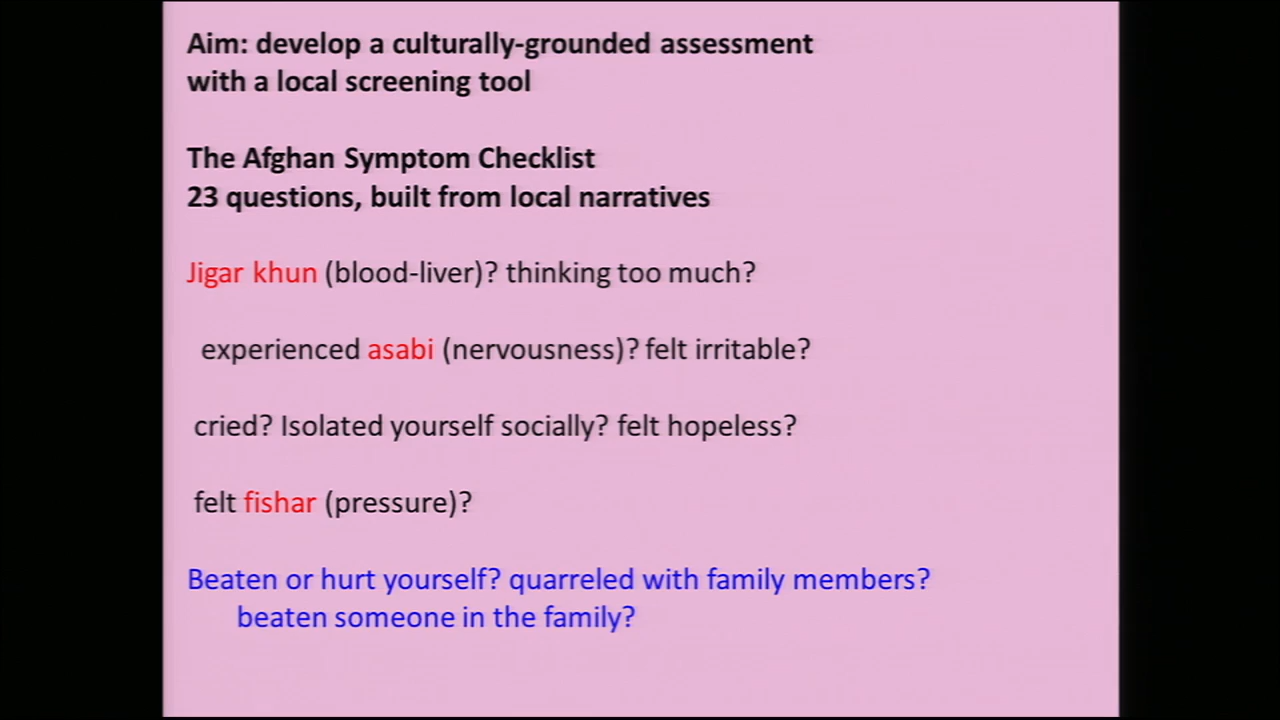 Aim: develop a culturally-grounded assessment
with a local screening tool
The Afghan Symptom Checklist
23 questions, built from local narratives
Jigar khun (blood-liver)? thinking too much?
experienced asabi (nervousness)? felt irritable?
cried? Isolated yourself socially? felt hopeless?
felt fishar (pressure)?
Beaten or hurt yourself? quarreled with family members?
beaten someone in the family?